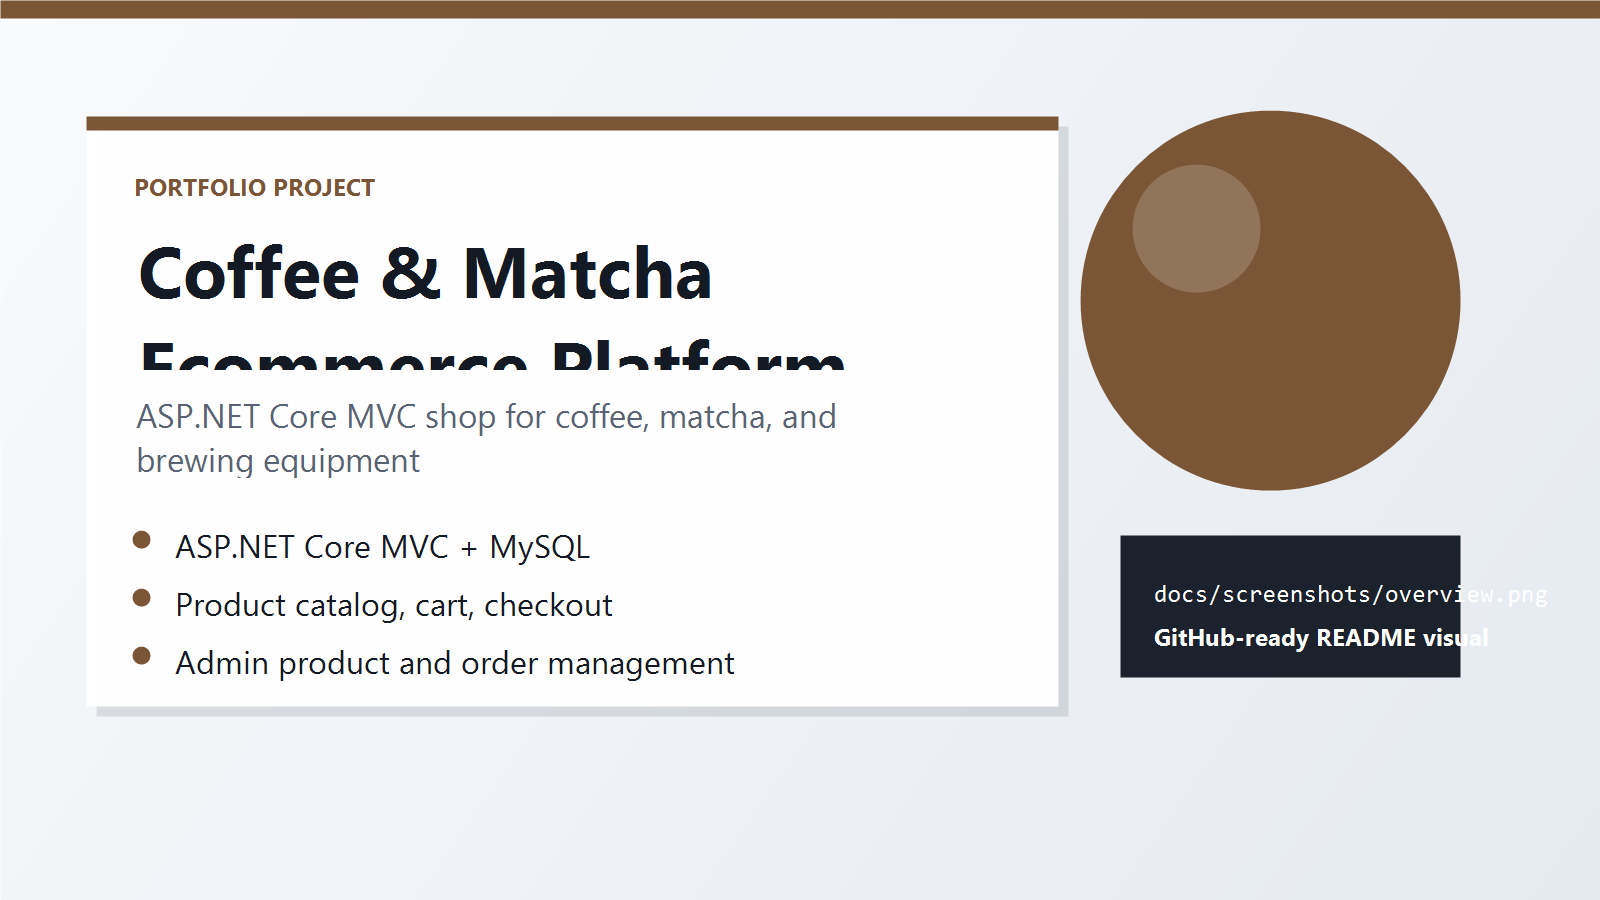 PORTFOLIO PROJECT
Coffee & Matcha
Ecommerce Platform
ASP.NET Core MVC shop for coffee, matcha, and
brewing equipment
ASP.NET Core MVC + MySQL
Product catalog, cart, checkout
Admin product and order management
docs/screenshots/overview.png
GitHub-ready README visual